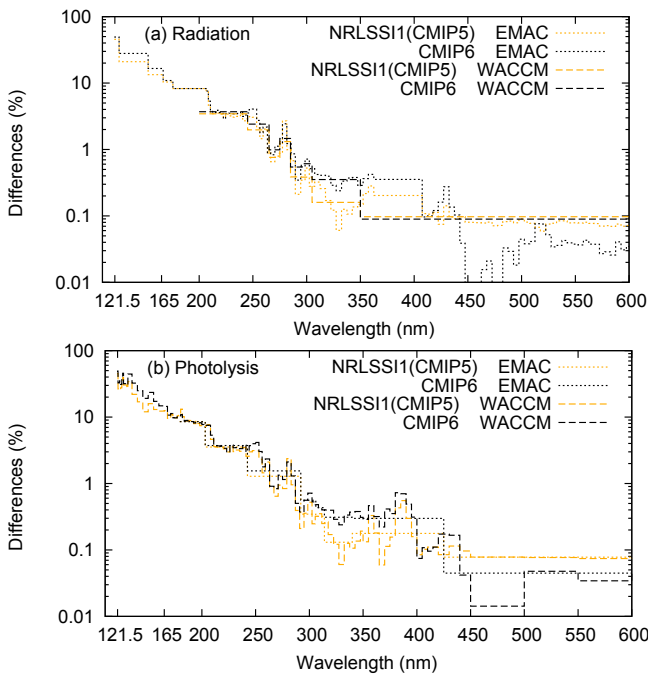 (a) Radiation
NRLSSI1(CMIP5) EMAC
CMIP6 EMAC
NRLSSI1(CMIP5) WACCM
CMIP6 WACCM
Differences (%)
100
10
1
0.1
0.01
121.5 165 200 250 300 350 400 450 500 550 600
Wavelength (nm)
(b) Photolysis
NRLSSI1(CMIP5) EMAC
CMIP6 EMAC
NRLSSI1(CMIP5) WACCM
CMIP6 WACCM
Differences (%)
100
10
1
0.1
0.01
121.5 165 200 250 300 350 400 450 500 550 600
Wavelength (nm)